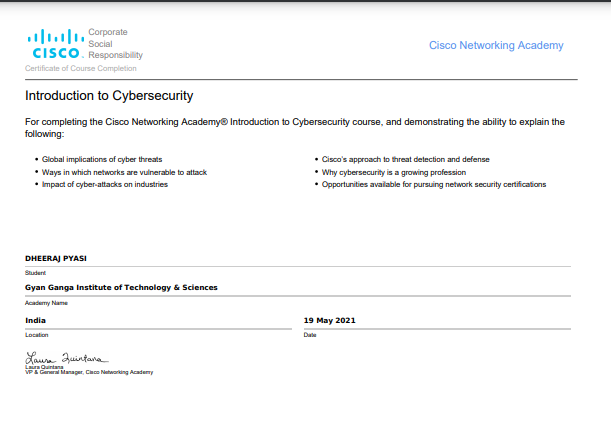 Corporate
Social
Responsibility
CISCO.
Cisco Networking Academy
Certificate of Course Completion
Introduction to Cybersecurity
For completing the Cisco Networking Academy® Introduction to Cybersecurity course, and demonstrating the ability to explain the
following:
• Global implications of cyber threats
• Ways in which networks are vulnerable to attack
• Impact of cyber-attacks on industries
• Cisco's approach to threat detection and defense
• Why cybersecurity is a growing profession
• Opportunities available for pursuing network security certifications
DHEERAJ PYASI
Student
Gyan Ganga Institute of Technology & Sciences
Academy Name
India
Location
19 May 2021
Date
Laura Quintana
Laura Quintana
VP & General Manager, Cisco Networking Academy